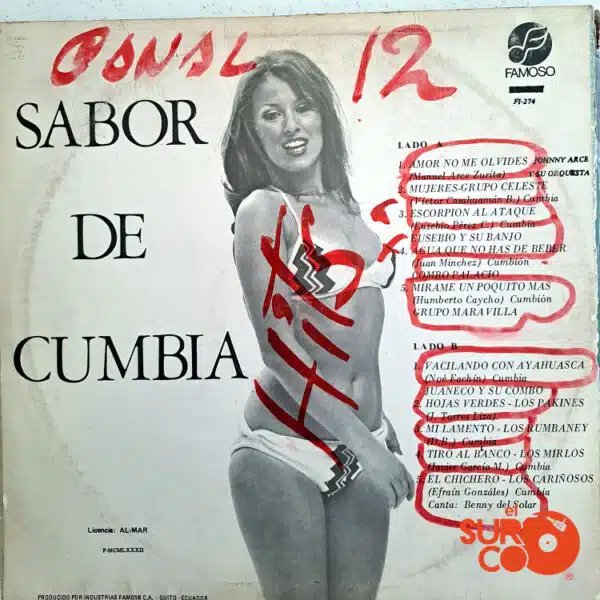 CANAL 12
FAMOSO
FI-274
SABOR
DE
CUMBIA
HITS
LADO A
1. AMOR NO ME OLVIDES JOHNNY ARCE
(Manuel Arce Zurita) Y SU ORQUESTA
2. MUJERES-GRUPO CELESTE
(Víctor Casahuamán B.) Cumbia
3. ESCORPION AL ATAQUE
(Eusebio Pérez C.) Cumbia
EUSEBIO Y SU BANJO
4. AGUA QUE NO HAS DE BEBER
(Juan Minchez) Cumbión
COMBO PALACIO
5. MIRAME UN POQUITO MAS
(Humberto Caycho) Cumbión
GRUPO MARAVILLA
LADO B
1. VACILANDO CON AYAHUASCA
(Noé Fachín) Cumbia
JUANECO Y SU COMBO
2. HOJAS VERDES - LOS PAKINES
(J. Torres Liza)
3. MI LAMENTO - LOS RUMBANEY
(D.R.) Cumbia
4. TIRO AL BANCO - LOS MIRLOS
(Javier García M.) Cumbia
5. EL CHICHERO - LOS CARIÑOSOS
(Efraín Gonzáles) Cumbia
Canta: Benny del Solar
el
SUR
CO
®
Licencia: AL-MAR
P-MCMLXXXII
PRODUCIDO POR INDUSTRIAS FAMOSO C.A. - QUITO - ECUADOR